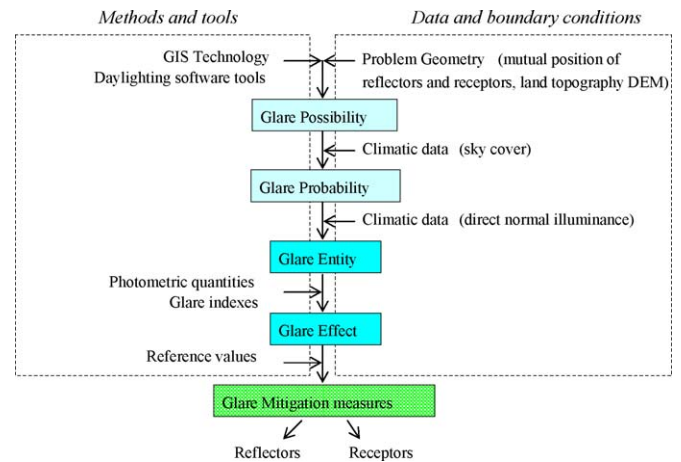 Methods and tools
Data and boundary conditions
GIS Technology
Daylighting software tools
Problem Geometry (mutual position of
reflectors and receptors, land topography DEM)
Glare Possibility
Climatic data (sky cover)
Glare Probability
Climatic data (direct normal illuminance)
Glare Entity
Photometric quantities
Glare indexes
Glare Effect
Reference values
Glare Mitigation measures
Reflectors
Receptors